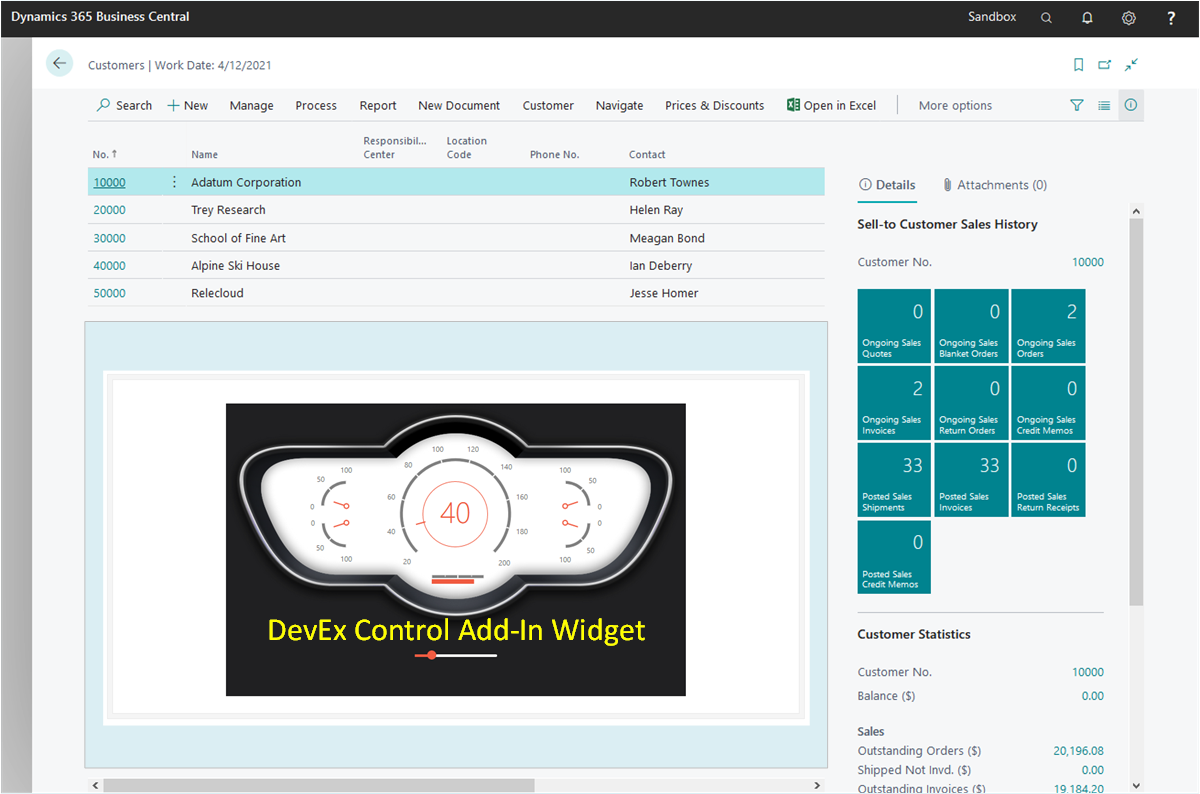 Dynamics 365 Business Central
Sandbox
?
Customers | Work Date: 4/12/2021
Search
New
Manage
Process
Report
New Document
Customer
Navigate
Prices & Discounts
Open in Excel
More options
No. ↑
Name
Responsibil...
Center
Location
Code
Phone No.
Contact
10000
Adatum Corporation
Robert Townes
20000
Trey Research
Helen Ray
30000
School of Fine Art
Meagan Bond
40000
Alpine Ski House
Ian Deberry
50000
Relecloud
Jesse Homer
100
50
0
0
50
100
20
40
60
80
100
120
140
160
180
200
40
100
50
0
0
50
100
DevEx Control Add-In Widget
Details
Attachments (0)
Sell-to Customer Sales History
Customer No.
10000
0
Ongoing Sales
Quotes
0
Ongoing Sales
Blanket Orders
2
Ongoing Sales
Orders
2
Ongoing Sales
Invoices
0
Ongoing Sales
Return Orders
0
Ongoing Sales
Credit Memos
33
Posted Sales
Shipments
33
Posted Sales
Invoices
0
Posted Sales
Return Receipts
0
Posted Sales
Credit Memos
Customer Statistics
Customer No.
10000
Balance ($)
0.00
Sales
Outstanding Orders ($)
20,196.08
Shipped Not Invd. ($)
0.00
Outstanding Invoices ($)
19,184.20